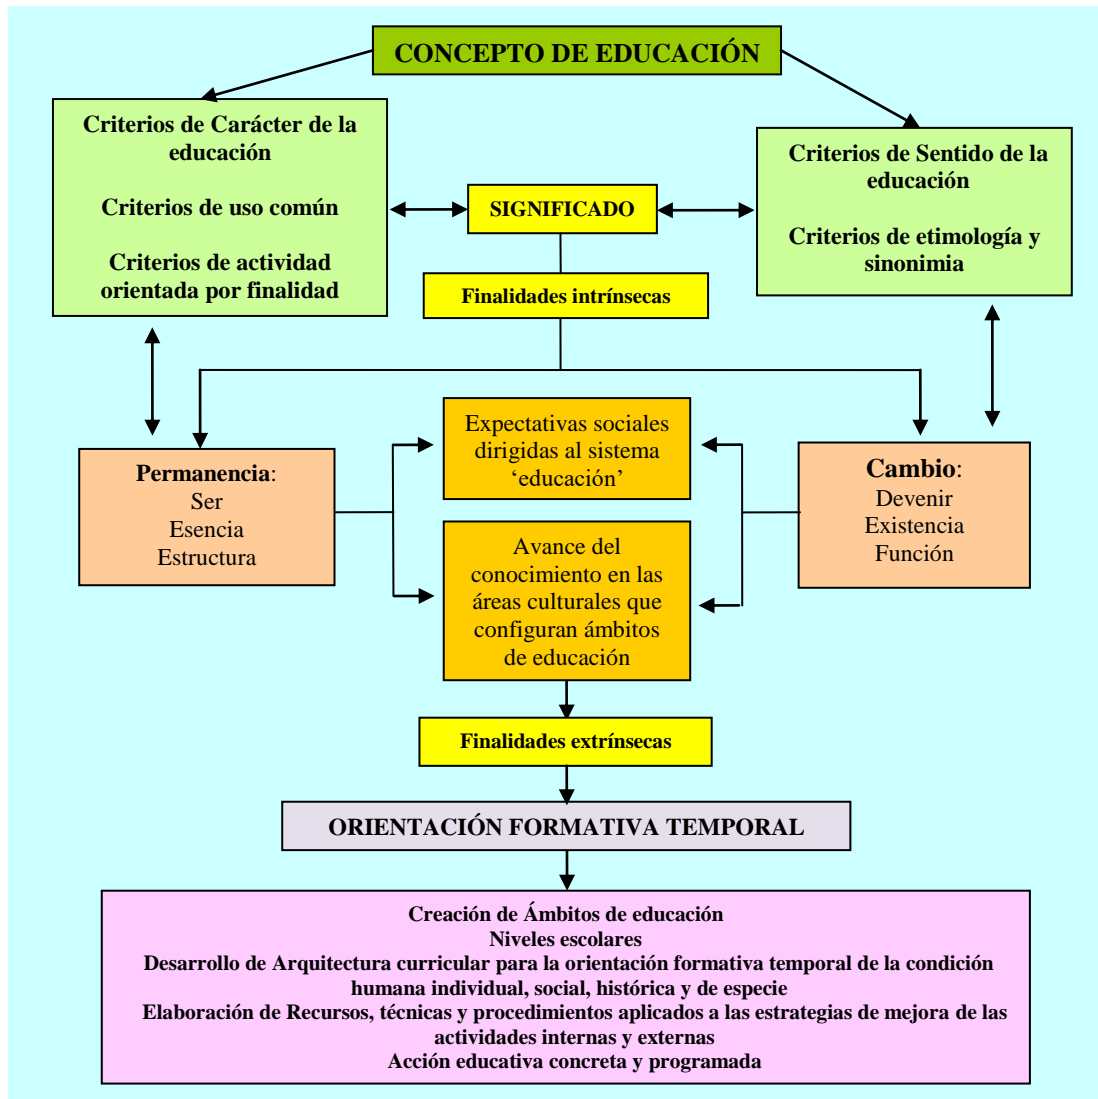 CONCEPTO DE EDUCACIÓN
Criterios de Carácter de la
educación
Criterios de uso común
Criterios de actividad
orientada por finalidad
SIGNIFICADO
Criterios de Sentido de la
educación
Criterios de etimología y
sinonimia
Finalidades intrínsecas
Permanencia:
Ser
Esencia
Estructura
Expectativas sociales
dirigidas al sistema
‘educación’
Cambio:
Devenir
Existencia
Función
Avance del
conocimiento en las
áreas culturales que
configuran ámbitos
de educación
Finalidades extrínsecas
ORIENTACIÓN FORMATIVA TEMPORAL
Creación de Ámbitos de educación
Niveles escolares
Desarrollo de Arquitectura curricular para la orientación formativa temporal de la condición
humana individual, social, histórica y de especie
Elaboración de Recursos, técnicas y procedimientos aplicados a las estrategias de mejora de las
actividades internas y externas
Acción educativa concreta y programada